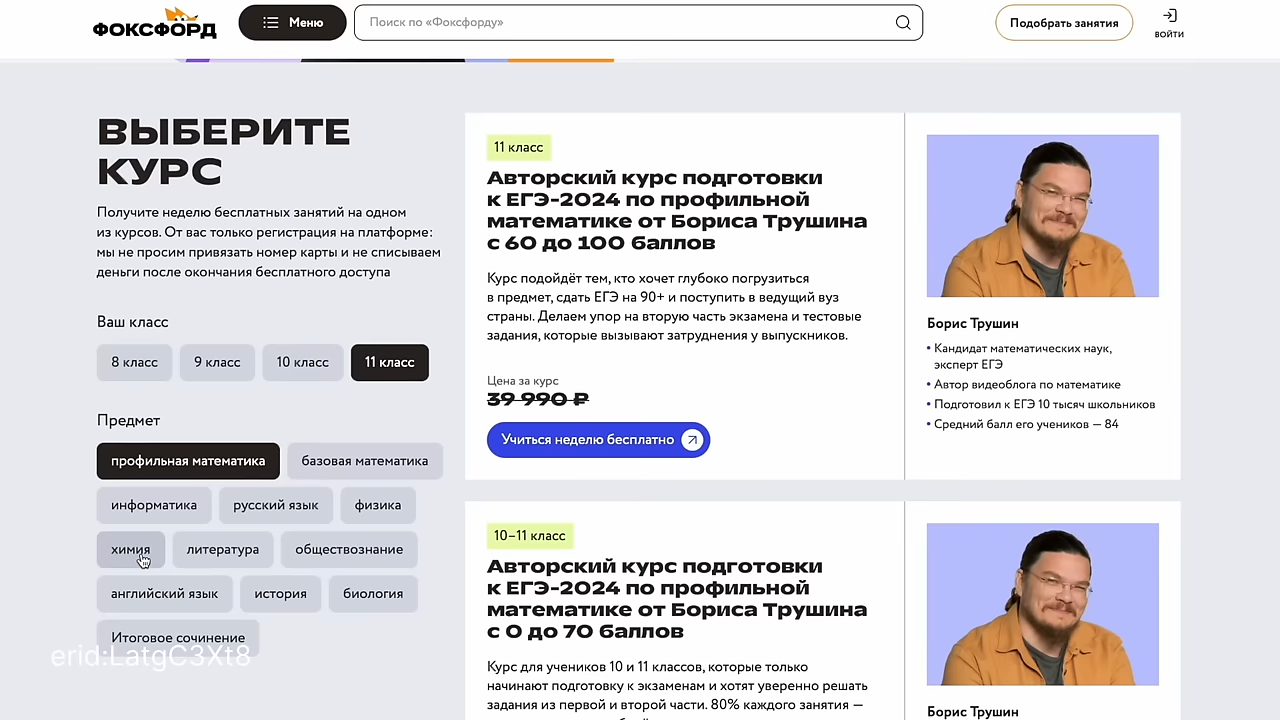 ФОКСФОРД
Меню
Поиск по «Фоксфорду»
Подобрать занятия
войти
ВЫБЕРИТЕ
КУРС
Получите неделю бесплатных занятий на одном
из курсов. От вас только регистрация на платформе:
мы не просим привязать номер карты и не списываем
деньги после окончания бесплатного доступа
Ваш класс
8 класс
9 класс
10 класс
11 класс
Предмет
профильная математика
базовая математика
информатика
русский язык
физика
химия
литература
обществознание
английский язык
история
биология
Итоговое сочинение
erid:LatgC3Xt8
11 класс
Авторский курс подготовки
к ЕГЭ-2024 по профильной
математике от Бориса Трушина
с 60 до 100 баллов
Курс подойдёт тем, кто хочет глубоко погрузиться
в предмет, сдать ЕГЭ на 90+ и поступить в ведущий вуз
страны. Делаем упор на вторую часть экзамена и тестовые
задания, которые вызывают затруднения у выпускников.
Цена за курс
39 990 ₽
Учиться неделю бесплатно
Борис Трушин
• Кандидат математических наук,
эксперт ЕГЭ
• Автор видеоблога по математике
• Подготовил к ЕГЭ 10 тысяч школьников
• Средний балл его учеников — 84
10–11 класс
Авторский курс подготовки
к ЕГЭ-2024 по профильной
математике от Бориса Трушина
с 0 до 70 баллов
Курс для учеников 10 и 11 классов, которые только
начинают подготовку к экзаменам и хотят уверенно решать
задания из первой и второй части. 80% каждого занятия —
Борис Трушин